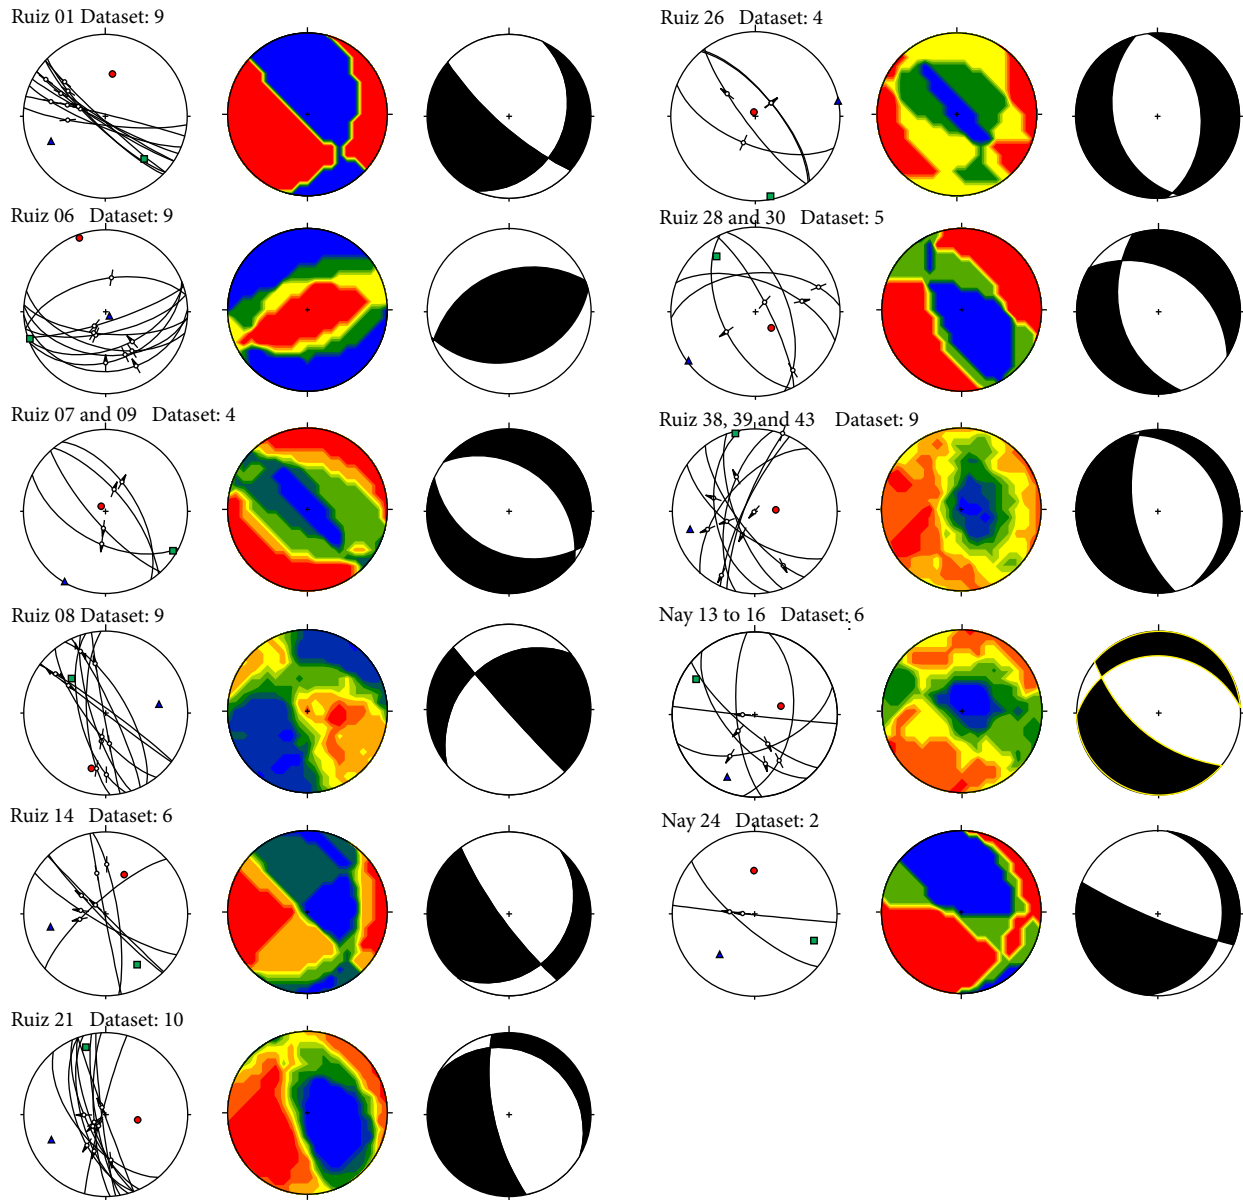 Ruiz 01 Dataset: 9
Ruiz 06 Dataset: 9
Ruiz 07 and 09 Dataset: 4
Ruiz 08 Dataset: 9
Ruiz 14 Dataset: 6
Ruiz 21 Dataset: 10
Ruiz 26 Dataset: 4
Ruiz 28 and 30 Dataset: 5
Ruiz 38, 39 and 43 Dataset: 9
Nay 13 to 16 Dataset: 6
Nay 24 Dataset: 2